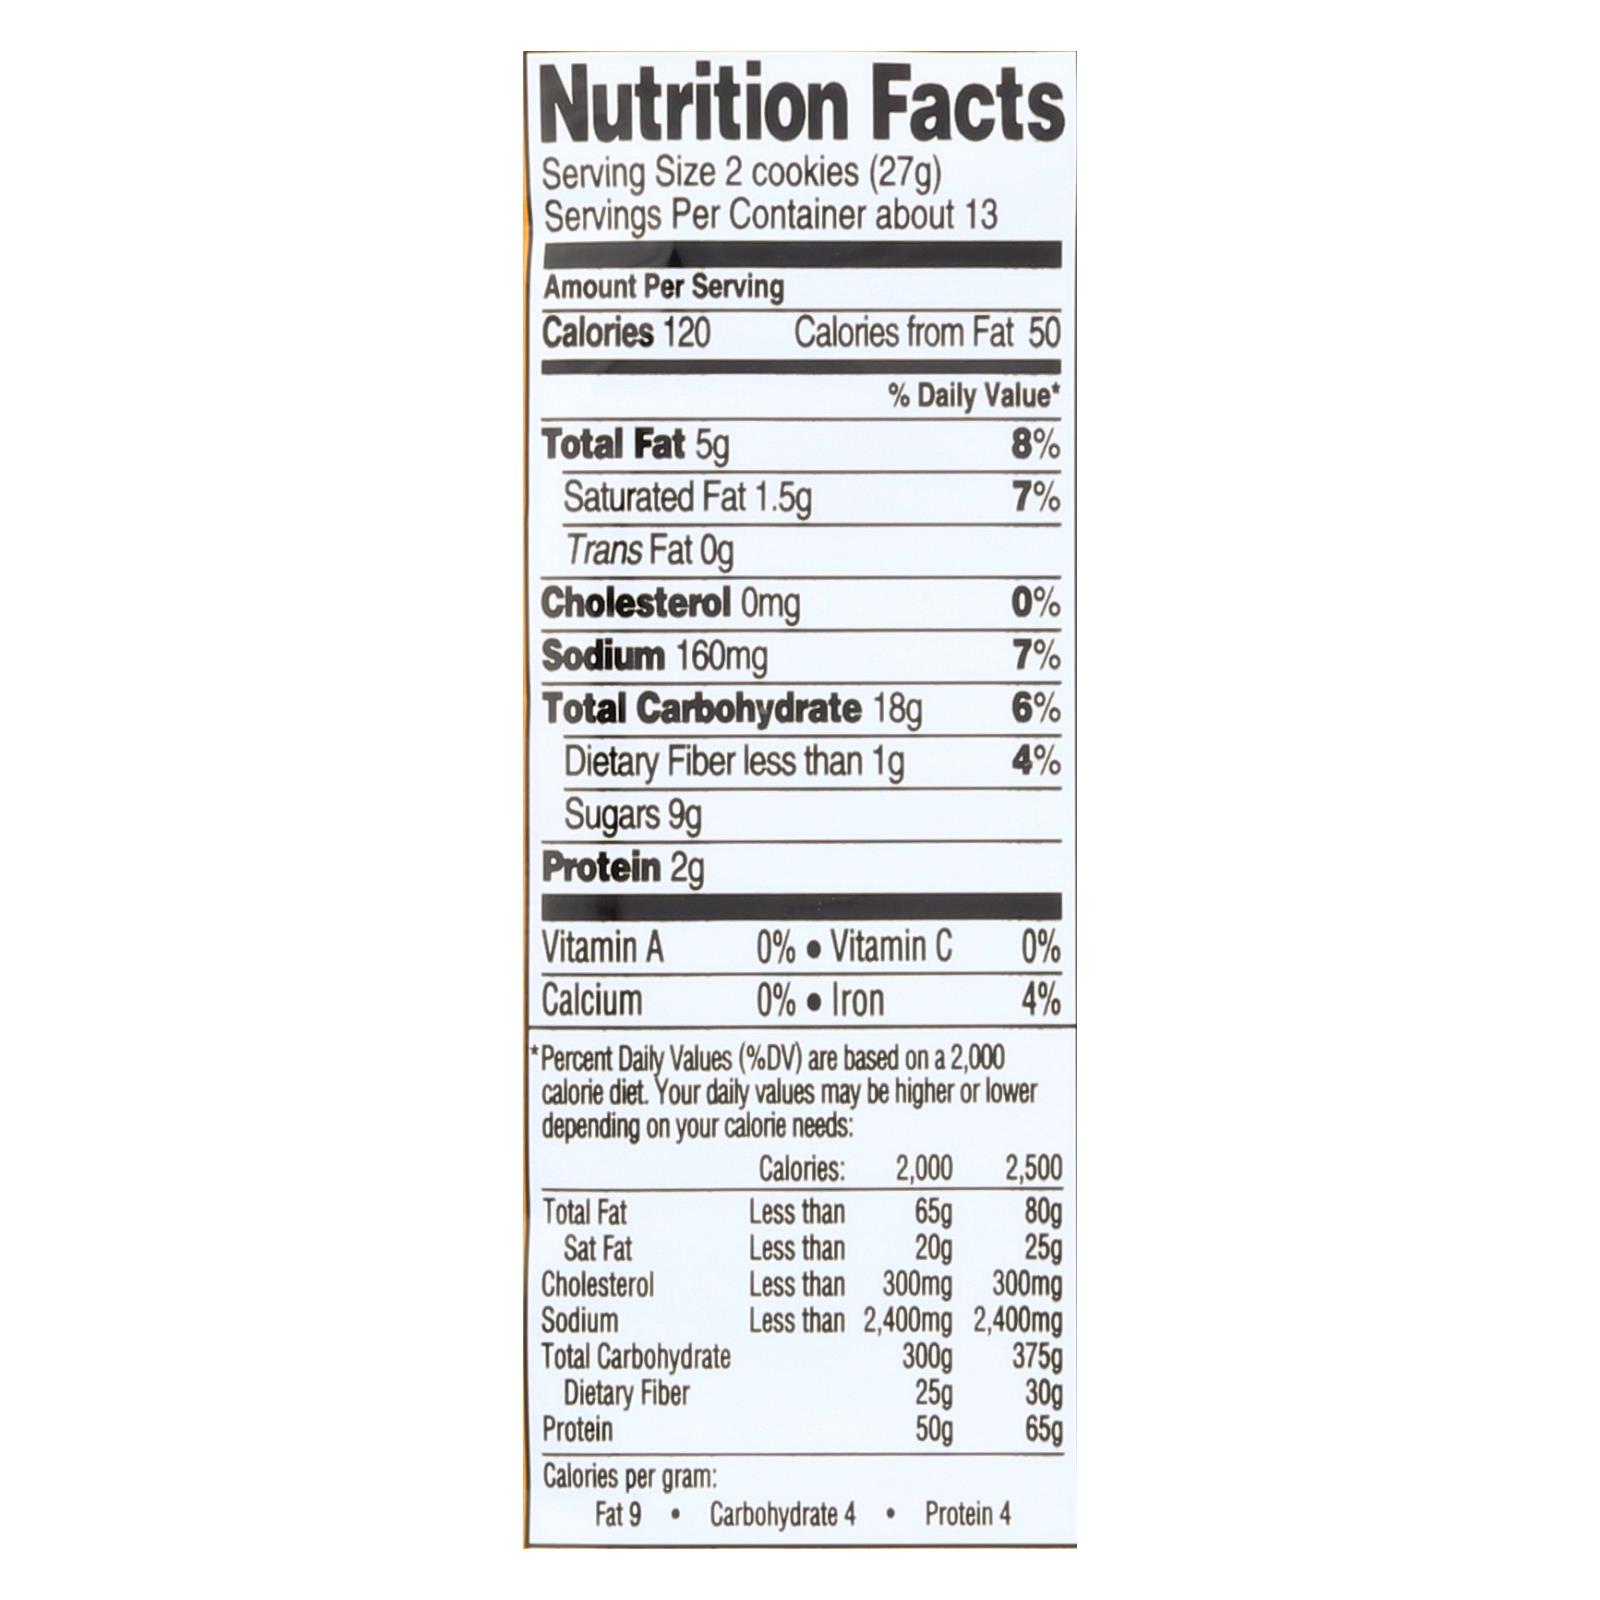 Nutrition Facts
Serving Size 2 cookies (27g)
Servings Per Container about 13
Amount Per Serving
Calories 120 Calories from Fat 50
% Daily Value*
Total Fat 5g 8%
Saturated Fat 1.5g 7%
Trans Fat 0g
Cholesterol 0mg 0%
Sodium 160mg 7%
Total Carbohydrate 18g 6%
Dietary Fiber less than 1g 4%
Sugars 9g
Protein 2g
Vitamin A 0% • Vitamin C 0%
Calcium 0% • Iron 4%
*Percent Daily Values (%DV) are based on a 2,000
calorie diet. Your daily values may be higher or lower
depending on your calorie needs:
Calories: 2,000 2,500
Total Fat Less than 65g 80g
Sat Fat Less than 20g 25g
Cholesterol Less than 300mg 300mg
Sodium Less than 2,400mg 2,400mg
Total Carbohydrate 300g 375g
Dietary Fiber 25g 30g
Protein 50g 65g
Calories per gram:
Fat 9 • Carbohydrate 4 • Protein 4